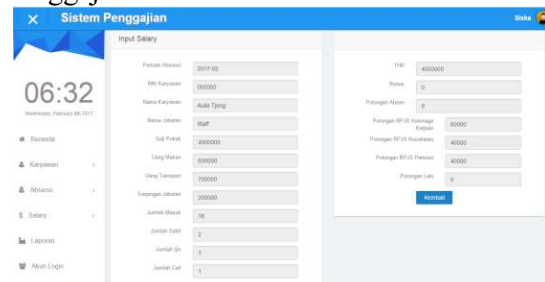 Sistem Penggajian
Siska
Input Salary
06:32
Wednesday, February 8th 2017
Beranda
Karyawan
Absensi
Salary
Laporan
Akun Login
Periode Absensi 2017-02
NIK Karyawan 000050
Nama Karyawan Aulia Tjong
Nama Jabatan Staff
Gaji Pokok 4000000
Uang Makan 600000
Uang Transport 700000
Tunjangan Jabatan 200000
Jumlah Masuk 16
Jumlah Sakit 2
Jumlah Ijin 1
Jumlah Cuti 1
THR 4000000
Bonus 0
Potongan Absen 0
Potongan BPJS Ketenaga
Kerjaan 80000
Potongan BPJS Kesehatan 40000
Potongan BPJS Pensiun 40000
Potongan Lain 0
Kembali